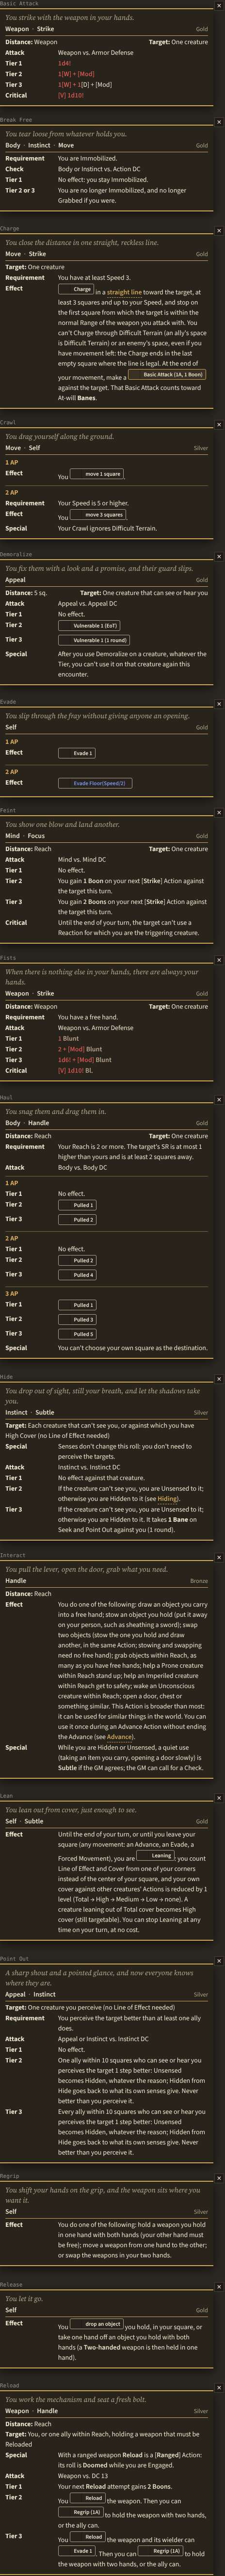 Basic Attack
You strike with the weapon in your hands.
Weapon · Strike Gold
Distance: Weapon Target: One creature
Attack Weapon vs. Armor Defense
Tier 1 1d4!
Tier 2 1[W] + [Mod]
Tier 3 1[W] + 1[D] + [Mod]
Critical [V] 1d10!
Break Free
You tear loose from whatever holds you.
Body · Instinct · Move Gold
Requirement You are Immobilized.
Check Body or Instinct vs. Action DC
Tier 1 No effect: you stay Immobilized.
Tier 2 or 3 You are no longer Immobilized, and no longer
Grabbed if you were.
Charge
You close the distance in one straight, reckless line.
Move · Strike Gold
Target: One creature
Requirement You have at least Speed 3.
Effect Charge in a straight line toward the target, at
least 3 squares and up to your Speed, and stop on
the first square from which the target is within the
normal Range of the weapon you attack with. You
can't Charge through Difficult Terrain (an ally's space
is Difficult Terrain) or an enemy's space, even if you
have movement left: the Charge ends in the last
empty square where the line is legal. At the end of
your movement, make a Basic Attack (1A, 1 Boon)
against the target. That Basic Attack counts toward
At-will Banes.
Crawl
You drag yourself along the ground.
Move · Self Silver
1 AP
Effect You move 1 square
2 AP
Requirement Your Speed is 5 or higher.
Effect You move 3 squares
Special Your Crawl ignores Difficult Terrain.
Demoralize
You fix them with a look and a promise, and their guard slips.
Appeal Gold
Distance: 5 sq. Target: One creature that can see or hear you
Attack Appeal vs. Appeal DC
Tier 1 No effect.
Tier 2 Vulnerable 1 (EoT)
Tier 3 Vulnerable 1 (1 round)
Special After you use Demoralize on a creature, whatever the
Tier, you can't use it on that creature again this
encounter.
Evade
You slip through the fray without giving anyone an opening.
Self Gold
1 AP
Effect Evade 1
2 AP
Effect Evade Floor(Speed/2)
Feint
You show one blow and land another.
Mind · Focus Gold
Distance: Reach Target: One creature
Attack Mind vs. Mind DC
Tier 1 No effect.
Tier 2 You gain 1 Boon on your next [Strike] Action against
the target this turn.
Tier 3 You gain 2 Boons on your next [Strike] Action against
the target this turn.
Critical Until the end of your turn, the target can't use a
Reaction for which you are the triggering creature.
Fists
When there is nothing else in your hands, there are always your
hands.
Weapon · Strike Gold
Distance: Weapon Target: One creature
Requirement You have a free hand.
Attack Weapon vs. Armor Defense
Tier 1 1 Blunt
Tier 2 2 + [Mod] Blunt
Tier 3 1d6! + [Mod] Blunt
Critical [V] 1d10! Bl.
Haul
You snag them and drag them in.
Body · Handle Gold
Distance: Reach Target: One creature
Requirement Your Reach is 2 or more. The target's SR is at most 1
higher than yours and is at least 2 squares away.
Attack Body vs. Body DC
1 AP
Tier 1 No effect.
Tier 2 Pulled 1
Tier 3 Pulled 2
2 AP
Tier 1 No effect.
Tier 2 Pulled 2
Tier 3 Pulled 4
3 AP
Tier 1 Pulled 1
Tier 2 Pulled 3
Tier 3 Pulled 5
Special You can't choose your own square as the destination.
Hide
You drop out of sight, still your breath, and let the shadows take
you.
Instinct · Subtle Silver
Target: Each creature that can't see you, or against which you have
High Cover (no Line of Effect needed)
Special Senses don't change this roll: you don't need to
perceive the targets.
Attack Instinct vs. Instinct DC
Tier 1 No effect against that creature.
Tier 2 If the creature can't see you, you are Unsensed to it;
otherwise you are Hidden to it (see Hiding).
Tier 3 If the creature can't see you, you are Unsensed to it;
otherwise you are Hidden to it. It takes 1 Bane on
Seek and Point Out against you (1 round).
Interact
You pull the lever, open the door, grab what you need.
Handle Bronze
Distance: Reach
Effect You do one of the following: draw an object you carry
into a free hand; stow an object you hold (put it away
on your person, such as sheathing a sword); swap
two objects (stow the one you hold and draw
another, in the same Action; stowing and swapping
need no free hand); grab objects within Reach, as
many as you have free hands; help a Prone creature
within Reach stand up; help an Imperiled creature
within Reach get to safety; wake an Unconscious
creature within Reach; open a door, chest or
something similar. This Action is broader than most:
it can be used for similar things in the world. You can
use it once during an Advance Action without ending
the Advance (see Advance).
Special While you are Hidden or Unsensed, a quiet use
(taking an item you carry, opening a door slowly) is
Subtle if the GM agrees; the GM can call for a Check.
Lean
You lean out from cover, just enough to see.
Self · Subtle Gold
Effect Until the end of your turn, or until you leave your
square (any movement: an Advance, an Evade, a
Forced Movement), you are Leaning : you count
Line of Effect and Cover from one of your corners
instead of the center of your square, and your own
cover against other creatures' Actions is reduced by 1
level (Total → High → Medium → Low → none). A
creature leaning out of Total cover becomes High
cover (still targetable). You can stop Leaning at any
time on your turn, at no cost.
Point Out
A sharp shout and a pointed glance, and now everyone knows
where they are.
Appeal · Instinct Silver
Target: One creature you perceive (no Line of Effect needed)
Requirement You perceive the target better than at least one ally
does.
Attack Appeal or Instinct vs. Instinct DC
Tier 1 No effect.
Tier 2 One ally within 10 squares who can see or hear you
perceives the target 1 step better: Unsensed
becomes Hidden, whatever the reason; Hidden from
Hide goes back to what its own senses give. Never
better than you perceive it.
Tier 3 Every ally within 10 squares who can see or hear you
perceives the target 1 step better: Unsensed
becomes Hidden, whatever the reason; Hidden from
Hide goes back to what its own senses give. Never
better than you perceive it.
Regrip
You shift your hands on the grip, and the weapon sits where you
want it.
Self Silver
Effect You do one of the following: hold a weapon you hold
in one hand with both hands (your other hand must
be free); move a weapon from one hand to the other;
or swap the weapons in your two hands.
Release
You let it go.
Self Gold
Effect You drop an object you hold, in your square, or
take one hand off an object you hold with both
hands (a Two-handed weapon is then held in one
hand).
Reload
You work the mechanism and seat a fresh bolt.
Weapon · Handle Silver
Distance: Reach
Target: You, or one ally within Reach, holding a weapon that must be
Reloaded
Special With a ranged weapon Reload is a [Ranged] Action:
its roll is Doomed while you are Engaged.
Attack Weapon vs. DC 13
Tier 1 Your next Reload attempt gains 2 Boons.
Tier 2 You Reload the weapon. Then you can
Regrip (1A) to hold the weapon with two hands,
or the ally can.
Tier 3 You Reload the weapon and its wielder can
Evade 1 . Then you can Regrip (1A) to hold
the weapon with two hands, or the ally can.